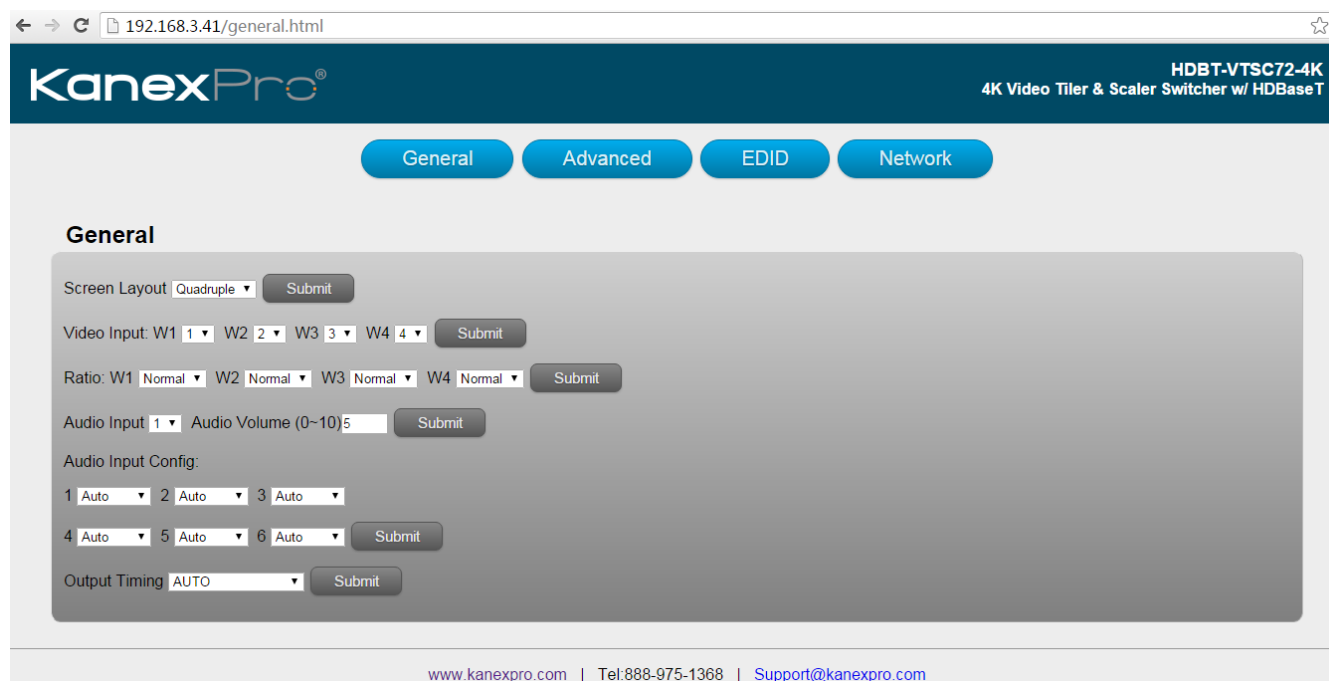 192.168.3.41/general.html
KanexPro®
HDBT-VTSC72-4K
4K Video Tiler & Scaler Switcher w/ HDBaseT
General Advanced EDID Network
General
Screen Layout Quadruple Submit
Video Input: W1 1 W2 2 W3 3 W4 4 Submit
Ratio: W1 Normal W2 Normal W3 Normal W4 Normal Submit
Audio Input 1 Audio Volume (0~10) 5 Submit
Audio Input Config:
1 Auto 2 Auto 3 Auto
4 Auto 5 Auto 6 Auto Submit
Output Timing AUTO Submit
www.kanexpro.com | Tel:888-975-1368 | Support@kanexpro.com